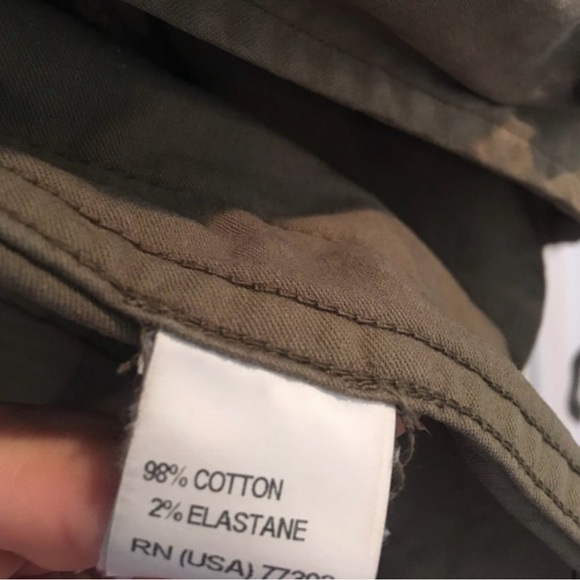 98% COTTON
2% ELASTANE
RN (USA)